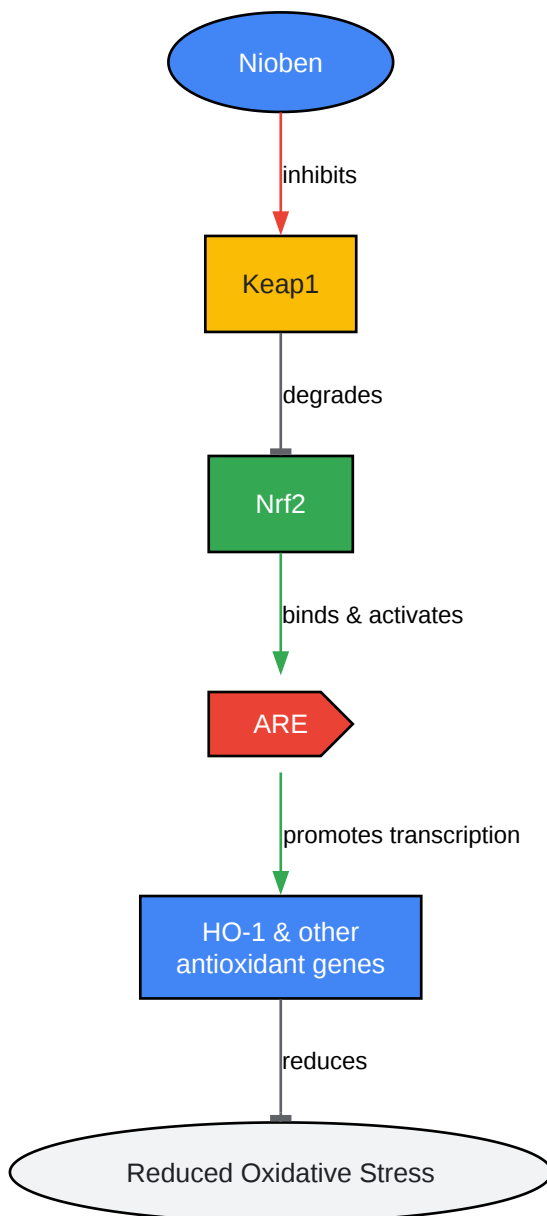 Nioben
inhibits
Keap1
degrades
Nrf2
binds & activates
ARE
promotes transcription
HO-1 & other
antioxidant genes
reduces
Reduced Oxidative Stress